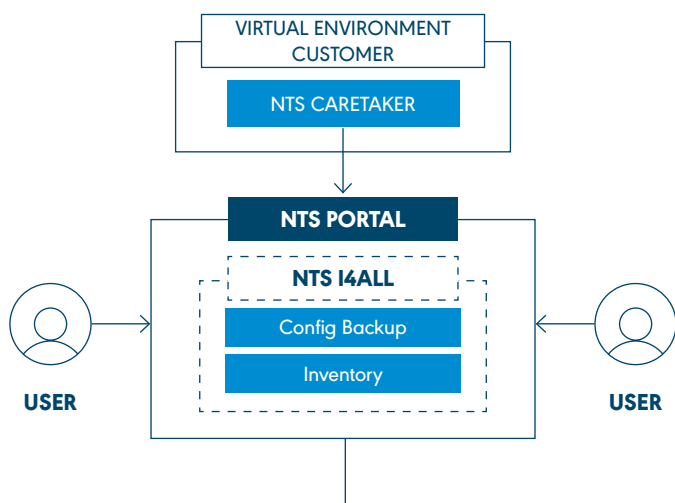 VIRTUAL ENVIRONMENT
CUSTOMER
NTS CARETAKER
NTS PORTAL
NTS I4ALL
Config Backup
Inventory
USER
USER